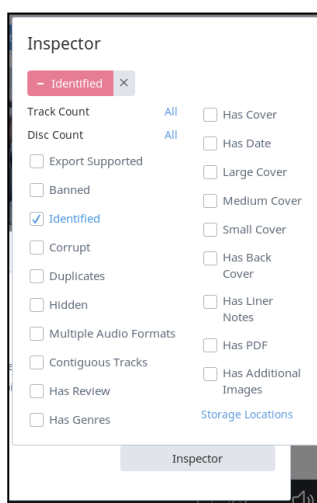 Inspector
– Identified ×
Track Count All
Disc Count All
Export Supported
Banned
Identified
Corrupt
Duplicates
Hidden
Multiple Audio Formats
Contiguous Tracks
Has Review
Has Genres
Has Cover
Has Date
Large Cover
Medium Cover
Small Cover
Has Back
Cover
Has Liner
Notes
Has PDF
Has Additional
Images
Storage Locations
Inspector